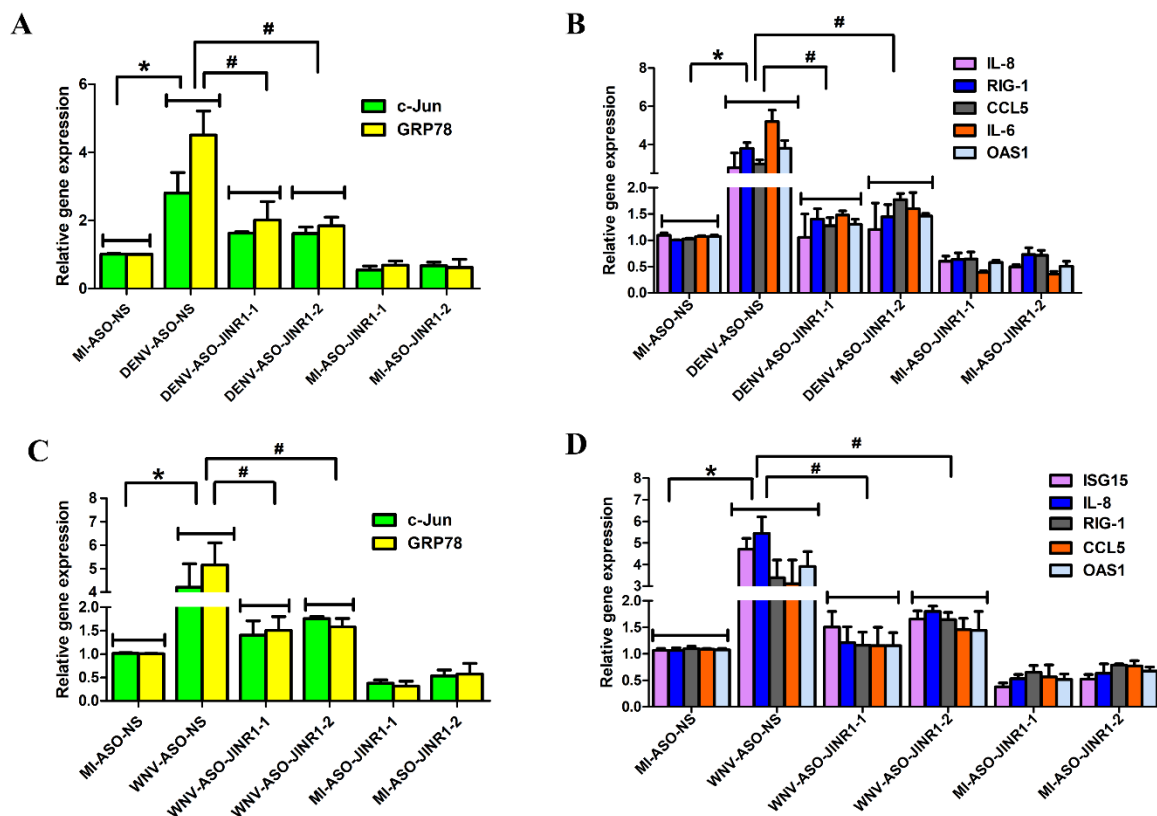 A
Relative gene expression
6
4
2
0
*
#
#
c-Jun
GRP78
MI-ASO-NS
DENV-ASO-NS
DENV-ASO-JINR1-1
DENV-ASO-JINR1-2
MI-ASO-JINR1-1
MI-ASO-JINR1-2
B
Relative gene expression
8
6
4
2.0
1.5
1.0
0.5
0.0
*
#
#
IL-8
RIG-1
CCL5
IL-6
OAS1
MI-ASO-NS
DENV-ASO-NS
DENV-ASO-JINR1-1
DENV-ASO-JINR1-2
MI-ASO-JINR1-1
MI-ASO-JINR1-2
C
Relative gene expression
8
7
6
5
4
2.0
1.5
1.0
0.5
0.0
*
#
#
c-Jun
GRP78
MI-ASO-NS
WNV-ASO-NS
WNV-ASO-JINR1-1
WNV-ASO-JINR1-2
MI-ASO-JINR1-1
MI-ASO-JINR1-2
D
Relative gene expression
8
7
6
5
4
3
2.0
1.5
1.0
0.5
0.0
*
#
#
ISG15
IL-8
RIG-1
CCL5
OAS1
MI-ASO-NS
WNV-ASO-NS
WNV-ASO-JINR1-1
WNV-ASO-JINR1-2
MI-ASO-JINR1-1
MI-ASO-JINR1-2